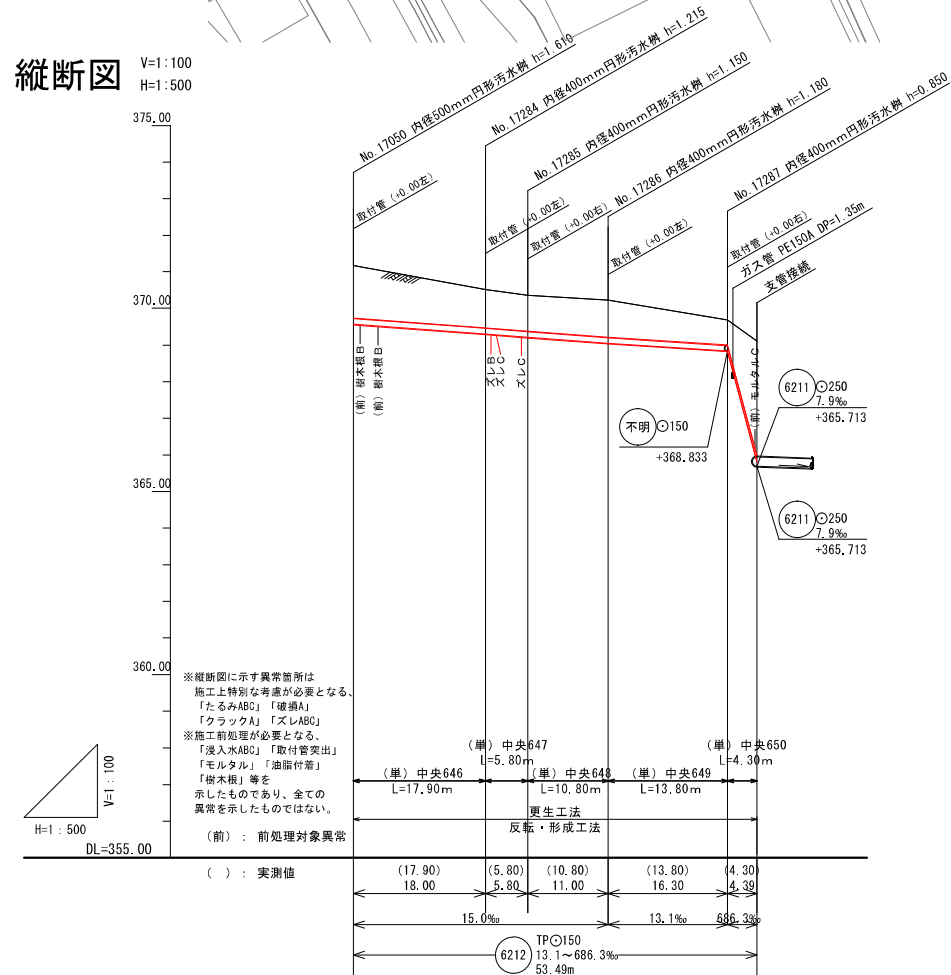 縦断図
V=1:100
H=1:500
No.17050 内径500mm円形汚水桝 h=1.610
No.17284 内径400mm円形汚水桝 h=1.215
No.17285 内径400mm円形汚水桝 h=1.150
No.17286 内径400mm円形汚水桝 h=1.180
No.17287 内径400mm円形汚水桝 h=0.850
取付管 (+0.00左)
取付管 (+0.00左)
取付管 (+0.00右)
取付管 (+0.00左)
取付管 (+0.00右)
ガス管 PE150A DP=1.35m
支管接続
375.00
370.00
365.00
360.00
(前) 樹木根B
(前) 樹木根B
ズレB
ズレC
ズレC
(前) モルタルC
不明 ⊙150
+368.833
6211 ⊙250
7.9‰
+365.713
6211 ⊙250
7.9‰
+365.713
※縦断図に示す異常箇所は
施工上特別な考慮が必要となる、
「たるみABC」「破損A」
「クラックA」「ズレABC」
※施工前処理が必要となる、
「浸入水ABC」「取付管突出」
「モルタル」「油脂付着」
「樹木根」等を
示したものであり、全ての
異常を示したものではない。
(前) : 前処理対象異常
V=1:100
H=1:500
DL=355.00
( ) : 実測値
(単) 中央646
L=17.90m
(単) 中央647
L=5.80m
(単) 中央648
L=10.80m
(単) 中央649
L=13.80m
(単) 中央650
L=4.30m
更生工法
反転・形成工法
(17.90) (5.80) (10.80) (13.80) (4.30)
18.00 5.80 11.00 16.30 4.39
15.0‰ 13.1‰ 686.3‰
6212
TP⊙150
13.1~686.3‰
53.49m